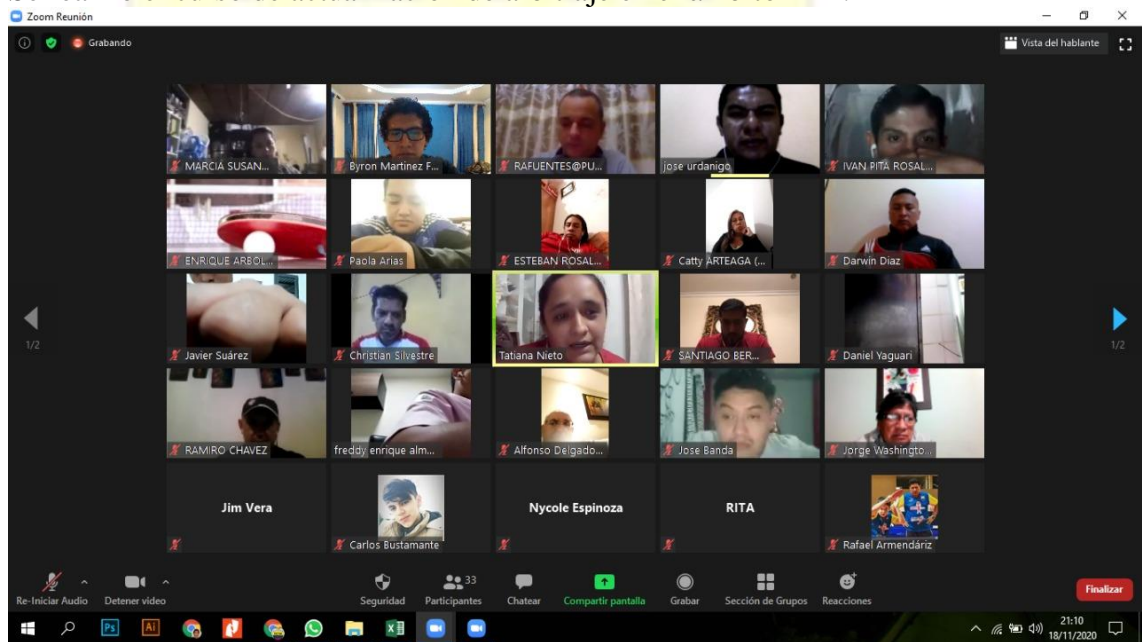 Zoom Reunión
Grabando
Vista del hablante
MARCIA SUSAN...
Byron Martinez F...
RAFUENTES@PU...
jose urdanigo
IVAN PITA ROSAL...
ENRIQUE ARBOL...
Paola Arias
ESTEBAN ROSAL...
Catty ARTEAGA (...
Darwin Diaz
1/2
Javier Suárez
Christian Silvestre
Tatiana Nieto
SANTIAGO BER...
Daniel Yaguari
1/2
RAMIRO CHAVEZ
freddy enrique alm...
Alfonso Delgado...
Jose Banda
Jorge Washingto...
Jim Vera
Carlos Bustamante
Nycole Espinoza
RITA
Rafael Armendáriz
Re-Iniciar Audio
Detener video
Seguridad
Participantes
33
Chatear
Compartir pantalla
Grabar
Sección de Grupos
Reacciones
Finalizar
Ps
Ai
21:10
18/11/2020